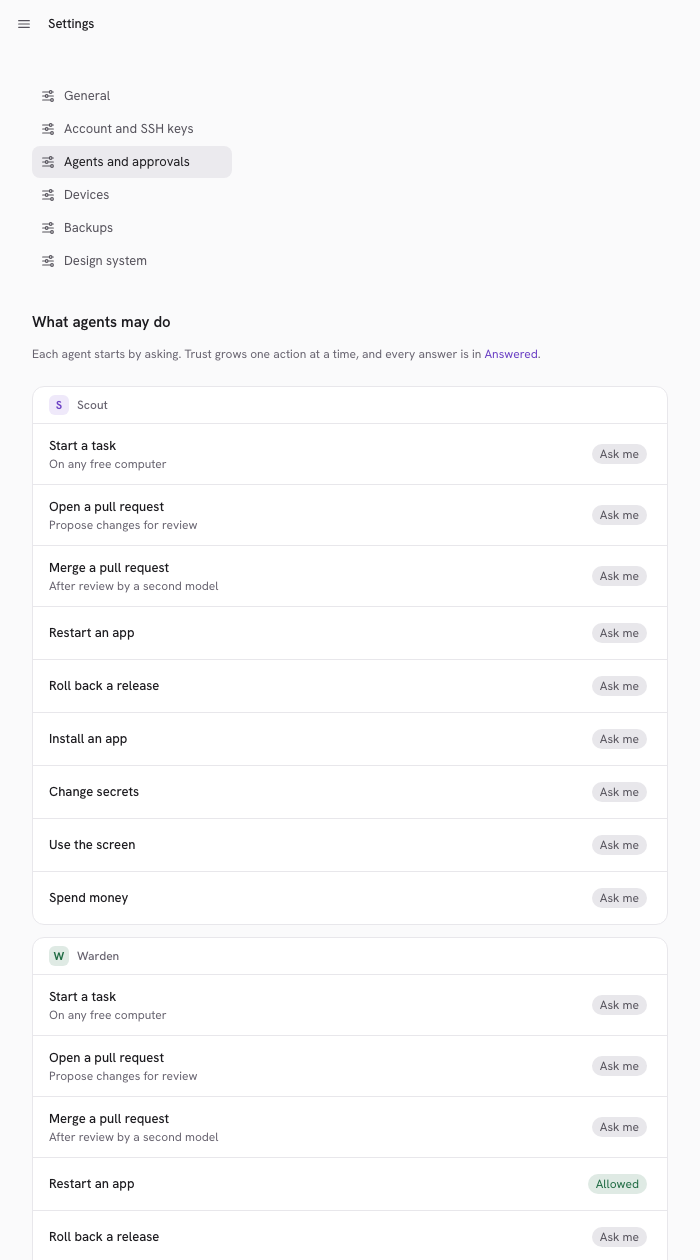 Settings
General
Account and SSH keys
Agents and approvals
Devices
Backups
Design system
What agents may do
Each agent starts by asking. Trust grows one action at a time, and every answer is in Answered.
S Scout
Start a task
On any free computer
Ask me
Open a pull request
Propose changes for review
Ask me
Merge a pull request
After review by a second model
Ask me
Restart an app
Ask me
Roll back a release
Ask me
Install an app
Ask me
Change secrets
Ask me
Use the screen
Ask me
Spend money
Ask me
W Warden
Start a task
On any free computer
Ask me
Open a pull request
Propose changes for review
Ask me
Merge a pull request
After review by a second model
Ask me
Restart an app
Allowed
Roll back a release
Ask me